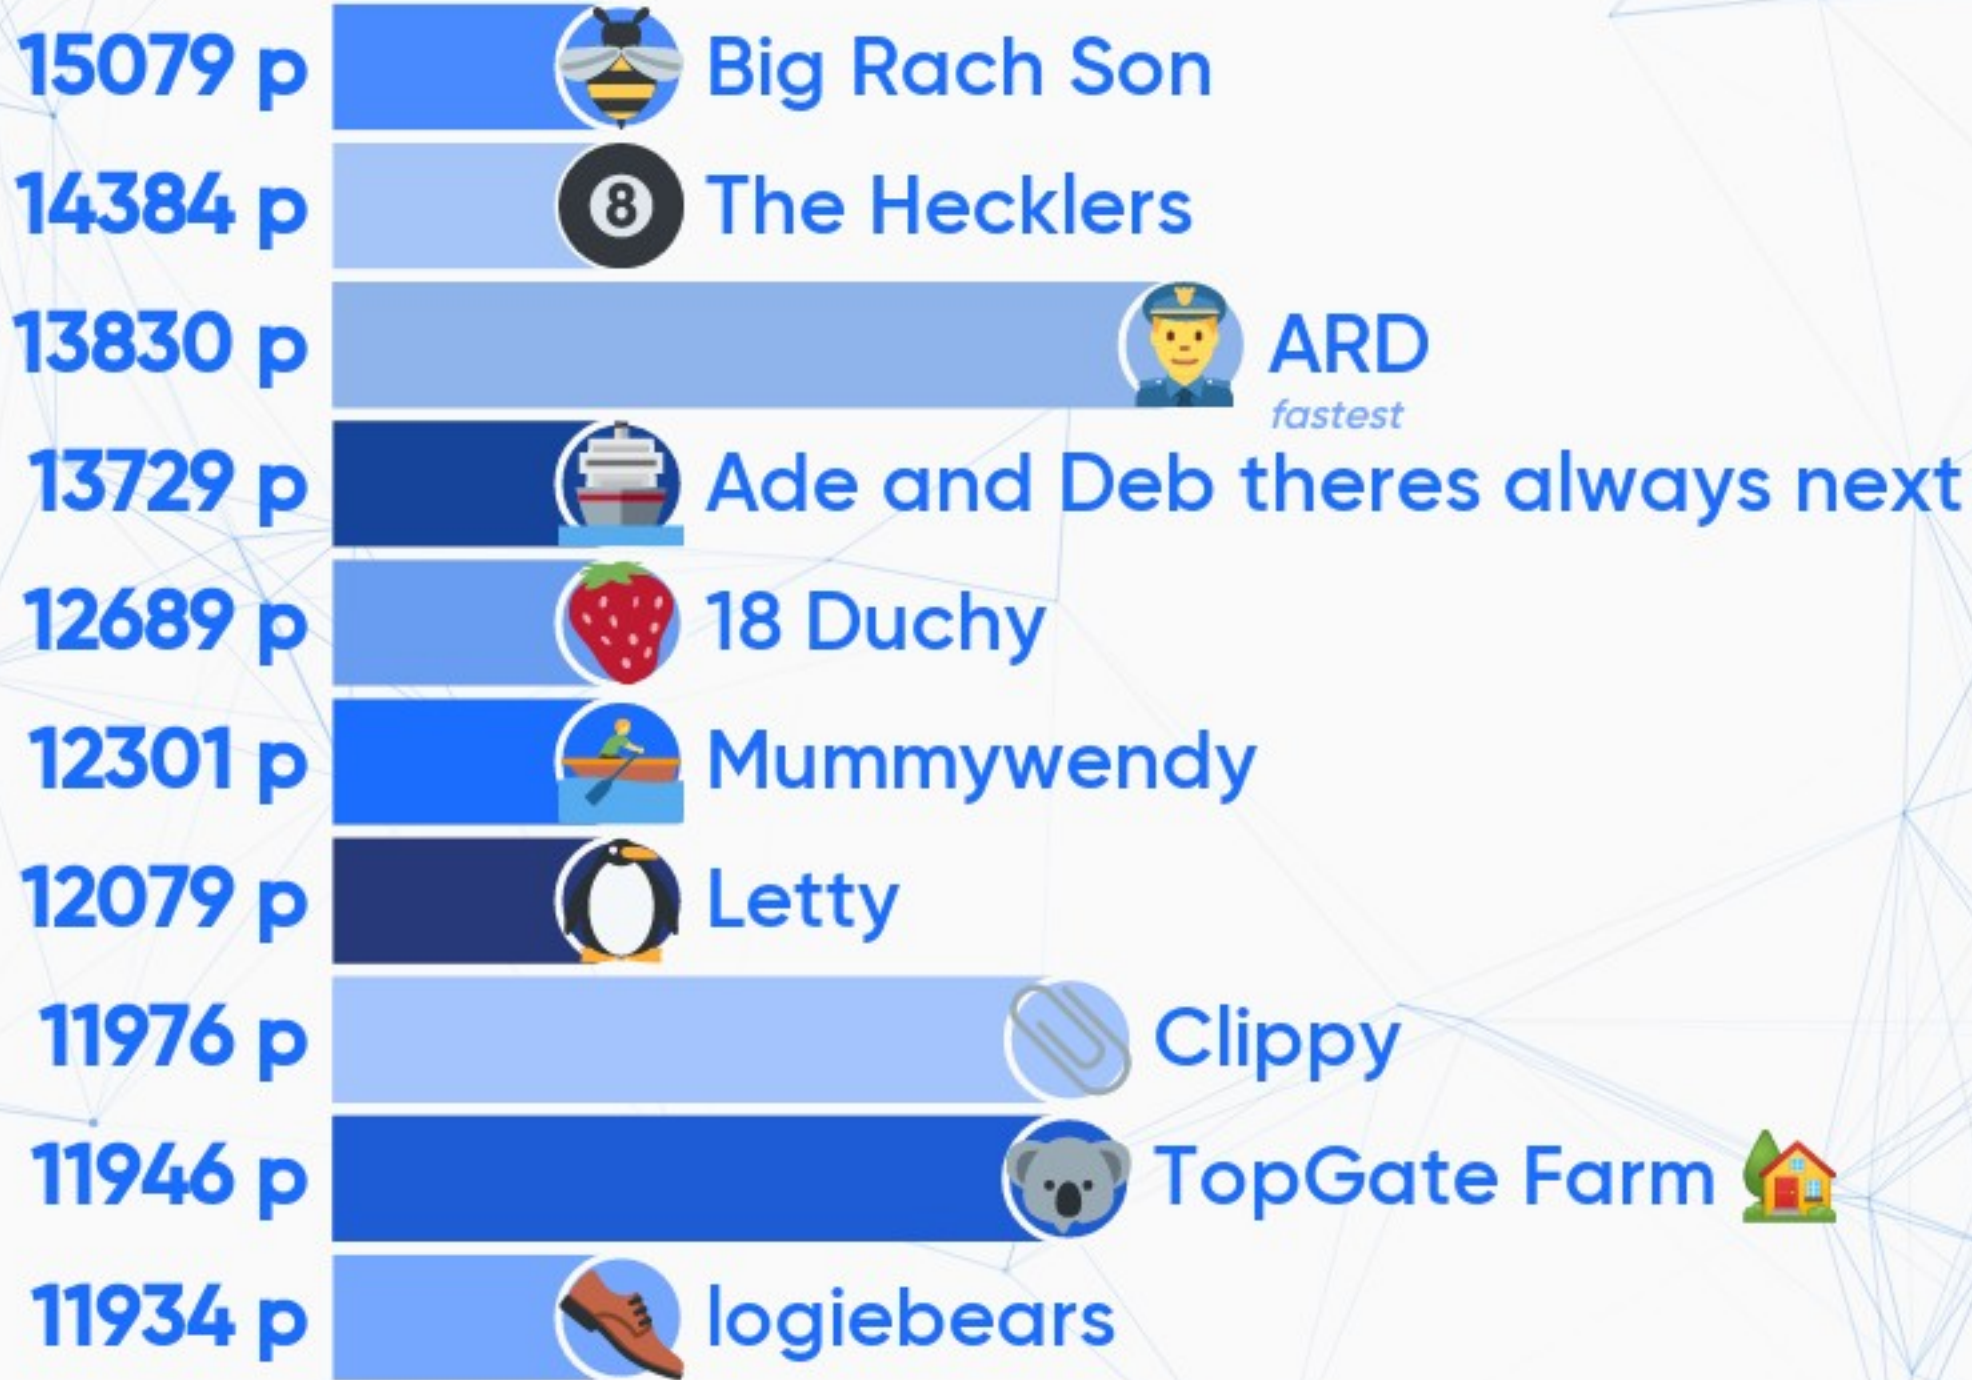 15079 p Big Rach Son
14384 p 8 The Hecklers
13830 p ARD
fastest
13729 p Ade and Deb theres always next
12689 p 18 Duchy
12301 p Mummywendy
12079 p Letty
11976 p Clippy
11946 p TopGate Farm 🏡
11934 p logiebears